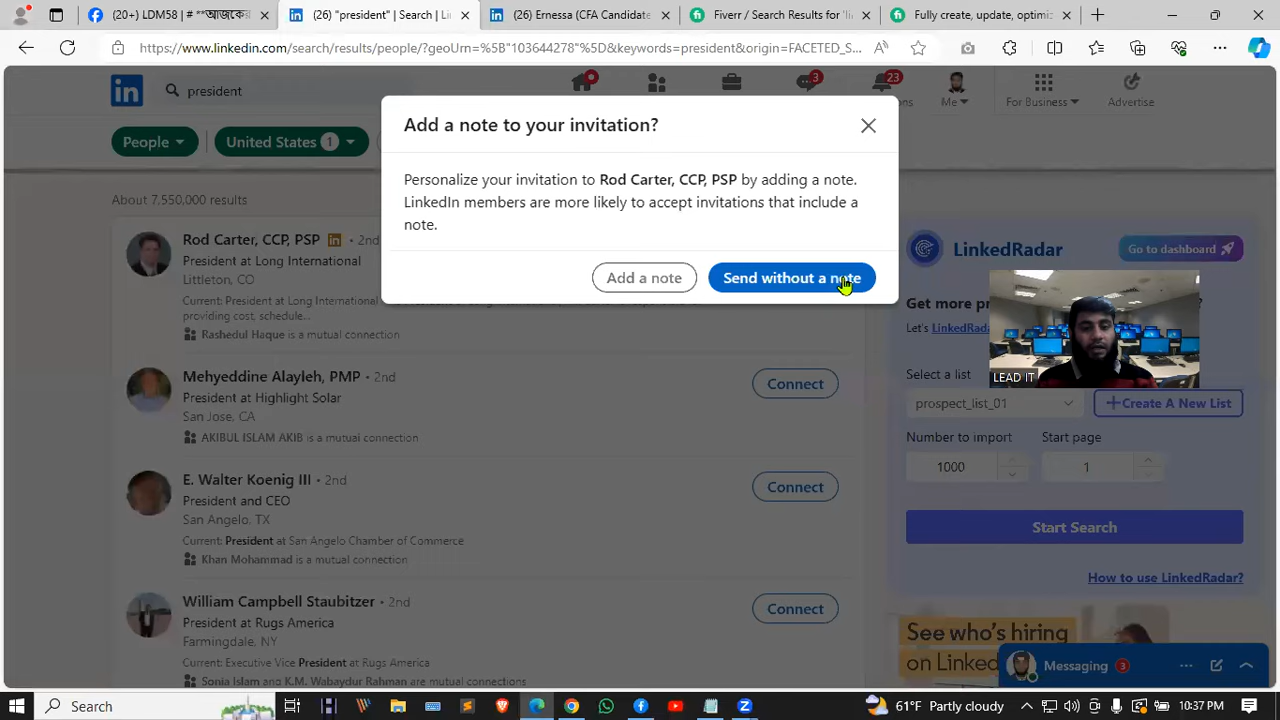 (20+) LDM58 | # **আজকের
(26) "president" | Search | Linke
(26) Ernessa (CFA Candidate
Fiverr / Search Results for 'li
Fully create, update, optimiz
https://www.linkedin.com/search/results/people/?geoUrn=%5B"103644278"%5D&keywords=president&origin=FACETED_S...
in
president
3
23
Me
For Business
Advertise
People
United States 1
Add a note to your invitation?
Personalize your invitation to Rod Carter, CCP, PSP by adding a note.
LinkedIn members are more likely to accept invitations that include a
note.
Add a note
Send without a note
About 7,550,000 results
Rod Carter, CCP, PSP in • 2nd
President at Long International
Littleton, CO
Current: President at Long International
providing cost, schedule...
Rashedul Haque is a mutual connection
Mehyeddine Alayleh, PMP • 2nd
President at Highlight Solar
San Jose, CA
AKIBUL ISLAM AKIB is a mutual connection
Connect
E. Walter Koenig III • 2nd
President and CEO
San Angelo, TX
Current: President at San Angelo Chamber of Commerce
Khan Mohammad is a mutual connection
Connect
William Campbell Staubitzer • 2nd
President at Rugs America
Farmingdale, NY
Current: Executive Vice President at Rugs America
Sonia Islam and K.M. Wabaydur Rahman are mutual connections
Connect
LinkedRadar
Go to dashboard
Get more
Let's
LEAD IT
Select a list
prospect_list_01
+Create A New List
Number to import
Start page
1000
1
Start Search
How to use LinkedRadar?
See who's hiring
on Linked
Messaging 3
Search
61°F Partly cloudy
10:37 PM